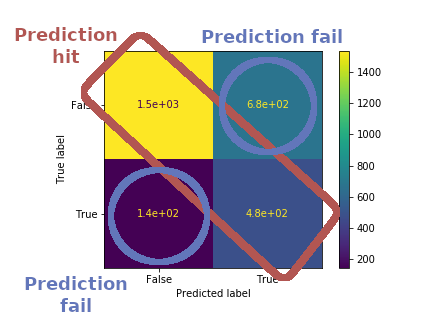 Prediction
hit
Prediction fail
False
1.5e+03
6.8e+02
True
1.4e+02
4.8e+02
True label
False
True
Predicted label
1400
1200
1000
800
600
400
200
Prediction
fail